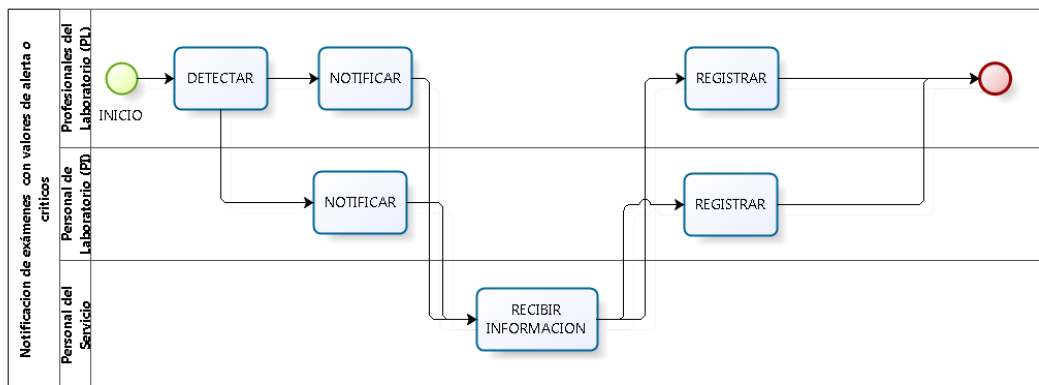 Notificacion de exámenes con valores de alerta o
criticos
Profesionales del
Laboratorio (PL)
DETECTAR
NOTIFICAR
REGISTRAR
INICIO
Personal de
Laboratorio (PI)
NOTIFICAR
REGISTRAR
Personal del
Servicio
RECIBIR
INFORMACION